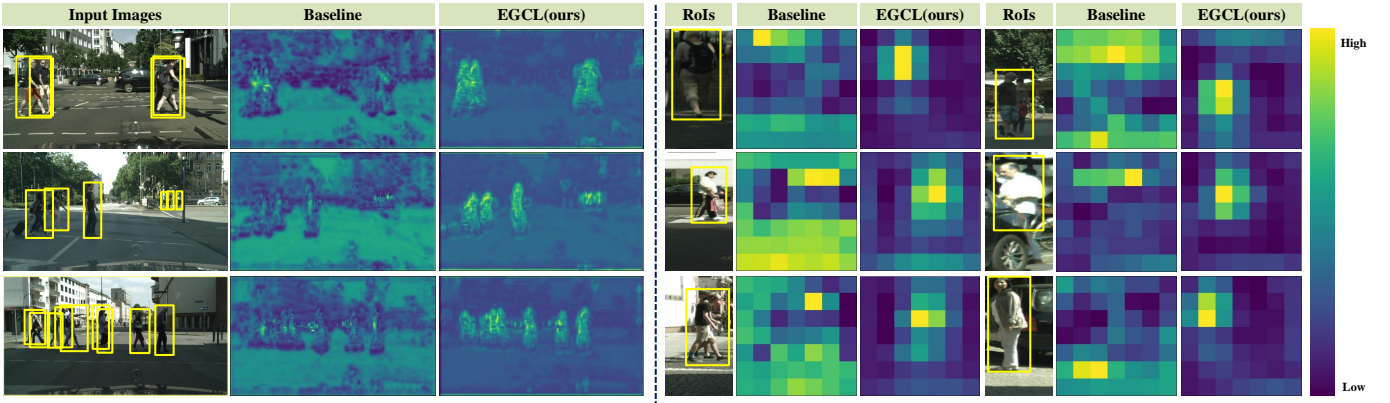 Input Images Baseline EGCL(ours) RoIs Baseline EGCL(ours) RoIs Baseline EGCL(ours)
High
Low